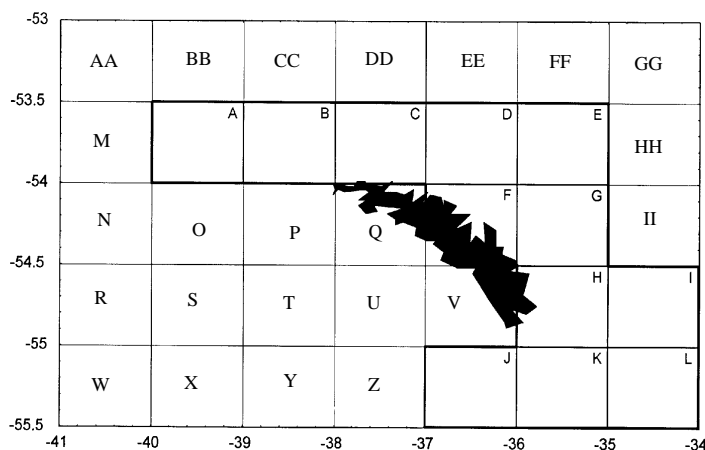 -53
AA BB CC DD EE FF GG
-53.5
A B C D E
M HH
-54
F G
N O P Q II
-54.5
H I
R S T U V
-55
J K L
W X Y Z
-55.5
-41 -40 -39 -38 -37 -36 -35 -34